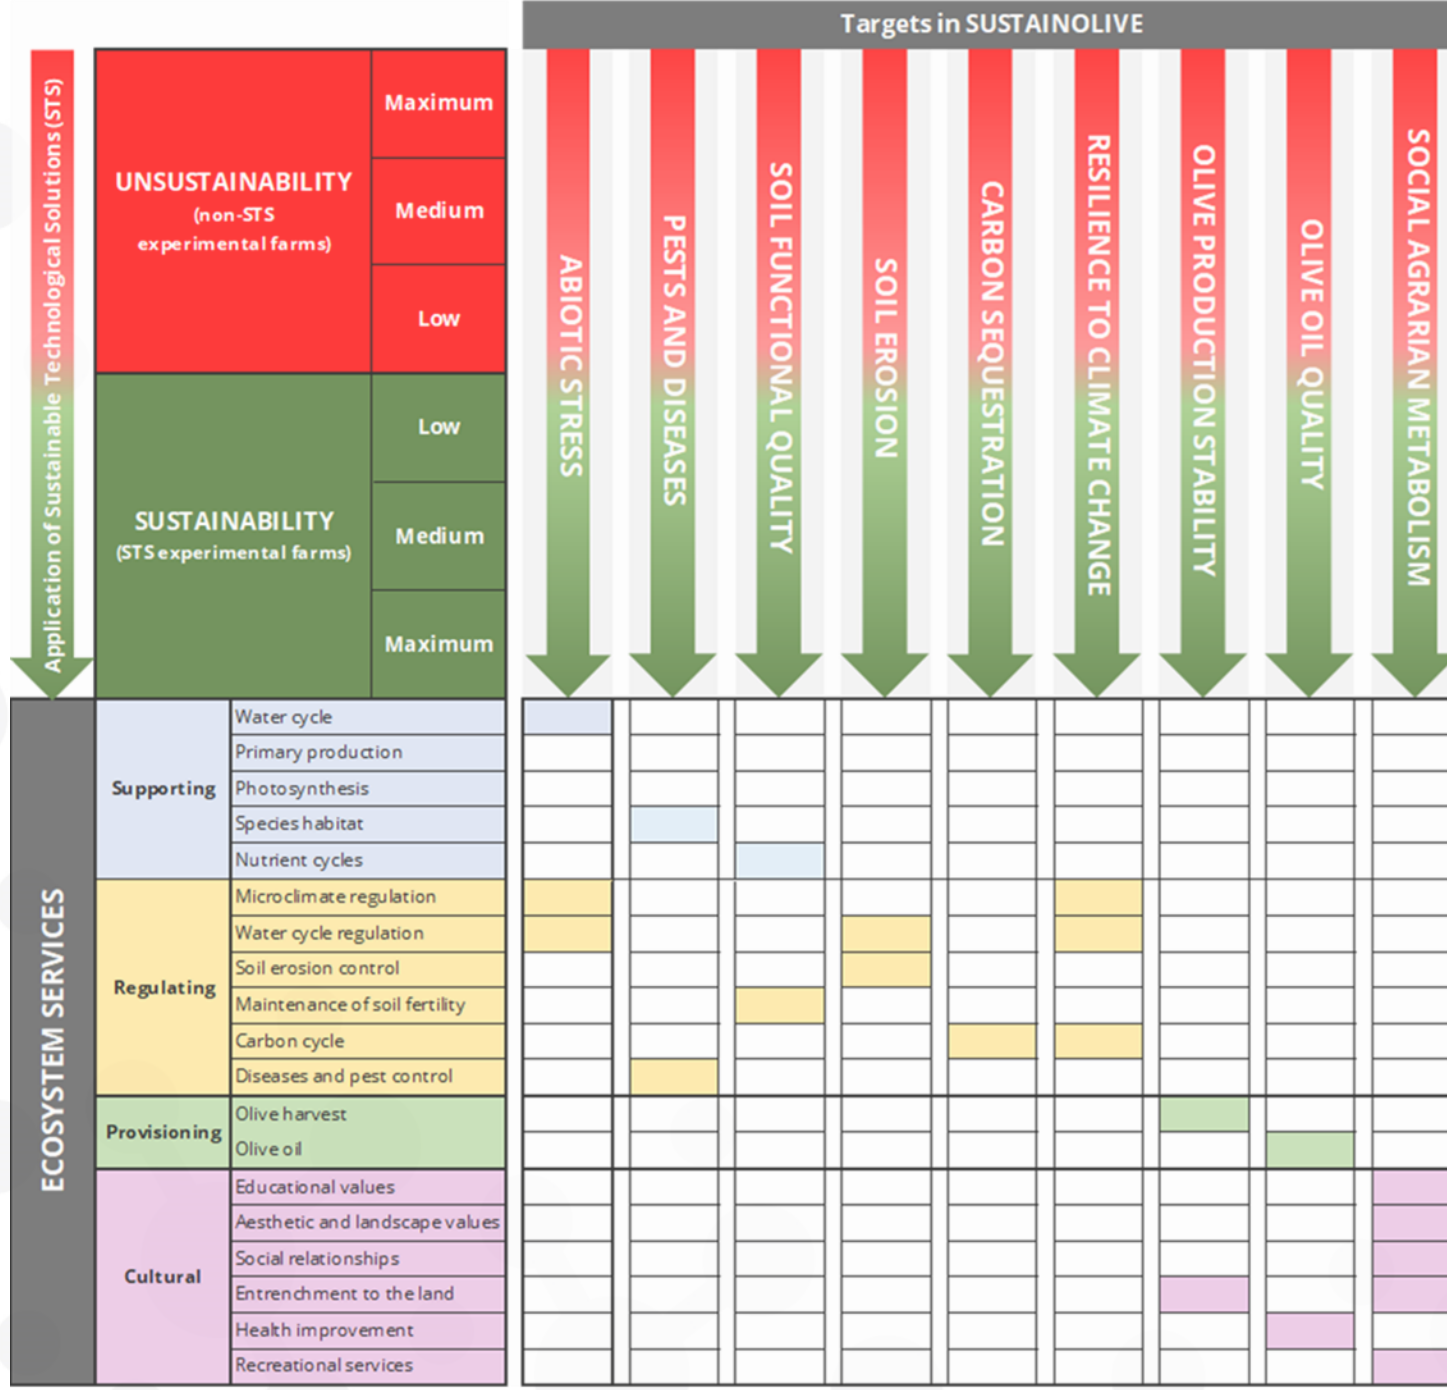 Targets in SUSTAINOLIVE
Application of Sustainable Technological Solutions (STS)
UNSUSTAINABILITY
(non-STS
experimental farms)
Maximum
Medium
Low
SUSTAINABILITY
(STS experimental farms)
Low
Medium
Maximum
ABIOTIC STRESS
PESTS AND DISEASES
SOIL FUNCTIONAL QUALITY
SOIL EROSION
CARBON SEQUESTRATION
RESILIENCE TO CLIMATE CHANGE
OLIVE PRODUCTION STABILITY
OLIVE OIL QUALITY
SOCIAL AGRARIAN METABOLISM
ECOSYSTEM SERVICES
Supporting
Water cycle
Primary production
Photosynthesis
Species habitat
Nutrient cycles
Regulating
Microclimate regulation
Water cycle regulation
Soil erosion control
Maintenance of soil fertility
Carbon cycle
Diseases and pest control
Provisioning
Olive harvest
Olive oil
Cultural
Educational values
Aesthetic and landscape values
Social relationships
Entrenchment to the land
Health improvement
Recreational services